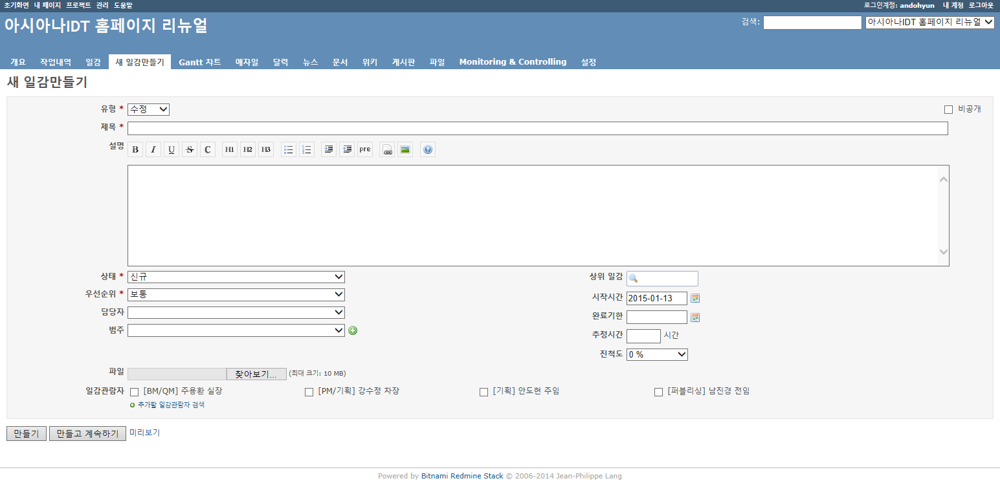 초기화면 내 페이지 프로젝트 관리 도움말 로그인계정: andohyun 내 계정 로그아웃
아시아나IDT 홈페이지 리뉴얼 검색: 아시아나IDT 홈페이지 리뉴얼
개요 작업내역 일감 새 일감만들기 Gantt 챠트 애자일 달력 뉴스 문서 위키 게시판 파일 Monitoring & Controlling 설정
새 일감만들기
유형 * 수정 비공개
제목 *
설명 B I U S C H1 H2 H3 pre
상태 * 신규 상위 일감
우선순위 * 보통 시작시간 2015-01-13
담당자 완료기한
범주 추정시간 시간
진척도 0 %
파일 찾아보기... (최대 크기: 10 MB)
일감관람자 [BM/QM] 주용환 실장 [PM/기획] 강수정 차장 [기획] 안도현 주임 [퍼블리싱] 남진경 전임
추가할 일감관람자 검색
만들기 만들고 계속하기 미리보기
Powered by Bitnami Redmine Stack © 2006-2014 Jean-Philippe Lang